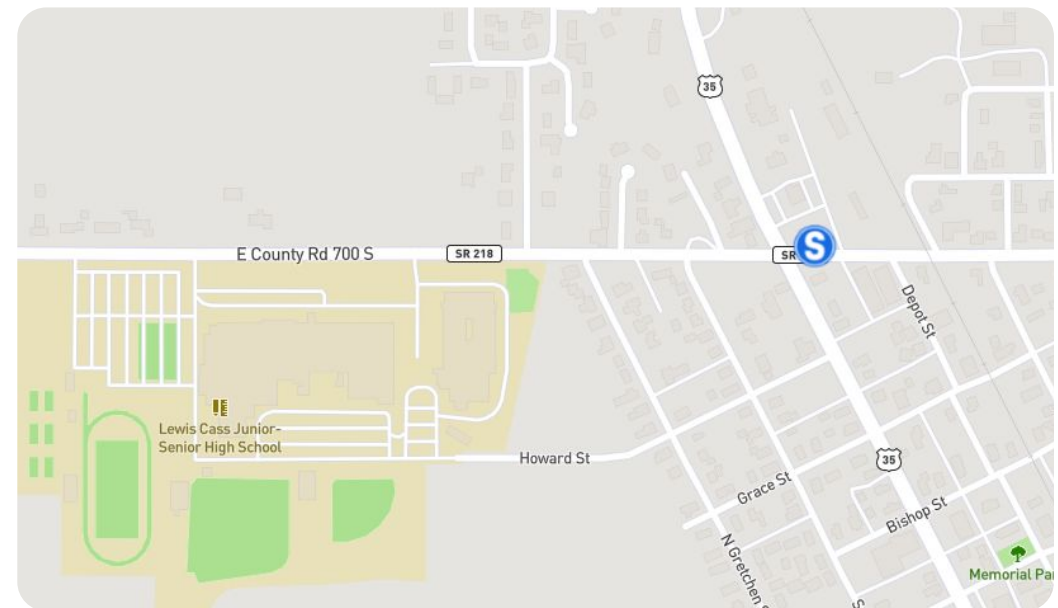 35
E County Rd 700 S
SR 218
SR
S
Depot St
Lewis Cass Junior-
Senior High School
Howard St
35
Grace St
Bishop St
N Gretchen
S
Memorial Par